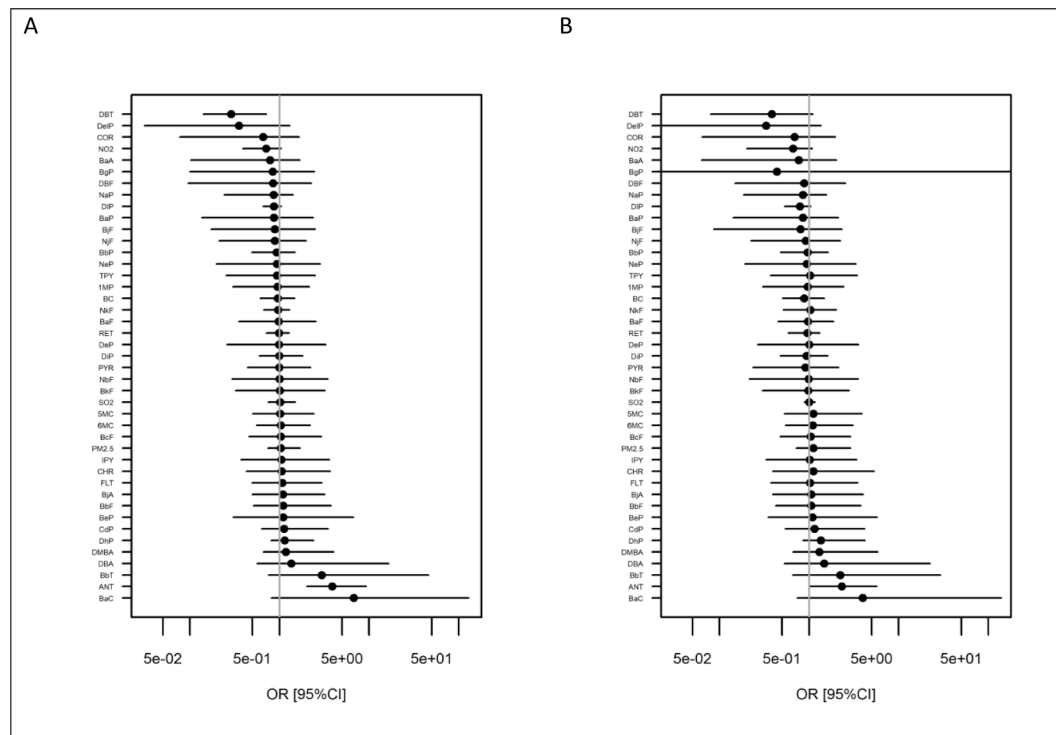 A
B
DBT
DelP
COR
NO2
BaA
BgP
DBF
NaP
DlP
BaP
BjF
NjF
BbP
NeP
TPY
1MP
BC
NkF
BaF
RET
DeP
DiP
PYR
NbF
BkF
SO2
5MC
6MC
BcF
PM2.5
IPY
CHR
FLT
BjA
BbF
BeP
CdP
DhP
DMBA
DBA
BbT
ANT
BaC
5e-02
5e-01
5e+00
5e+01
OR [95%CI]
DBT
DelP
COR
NO2
BaA
BgP
DBF
NaP
DlP
BaP
BjF
NjF
BbP
NeP
TPY
1MP
BC
NkF
BaF
RET
DeP
DiP
PYR
NbF
BkF
SO2
5MC
6MC
BcF
PM2.5
IPY
CHR
FLT
BjA
BbF
BeP
CdP
DhP
DMBA
DBA
BbT
ANT
BaC
5e-02
5e-01
5e+00
5e+01
OR [95%CI]